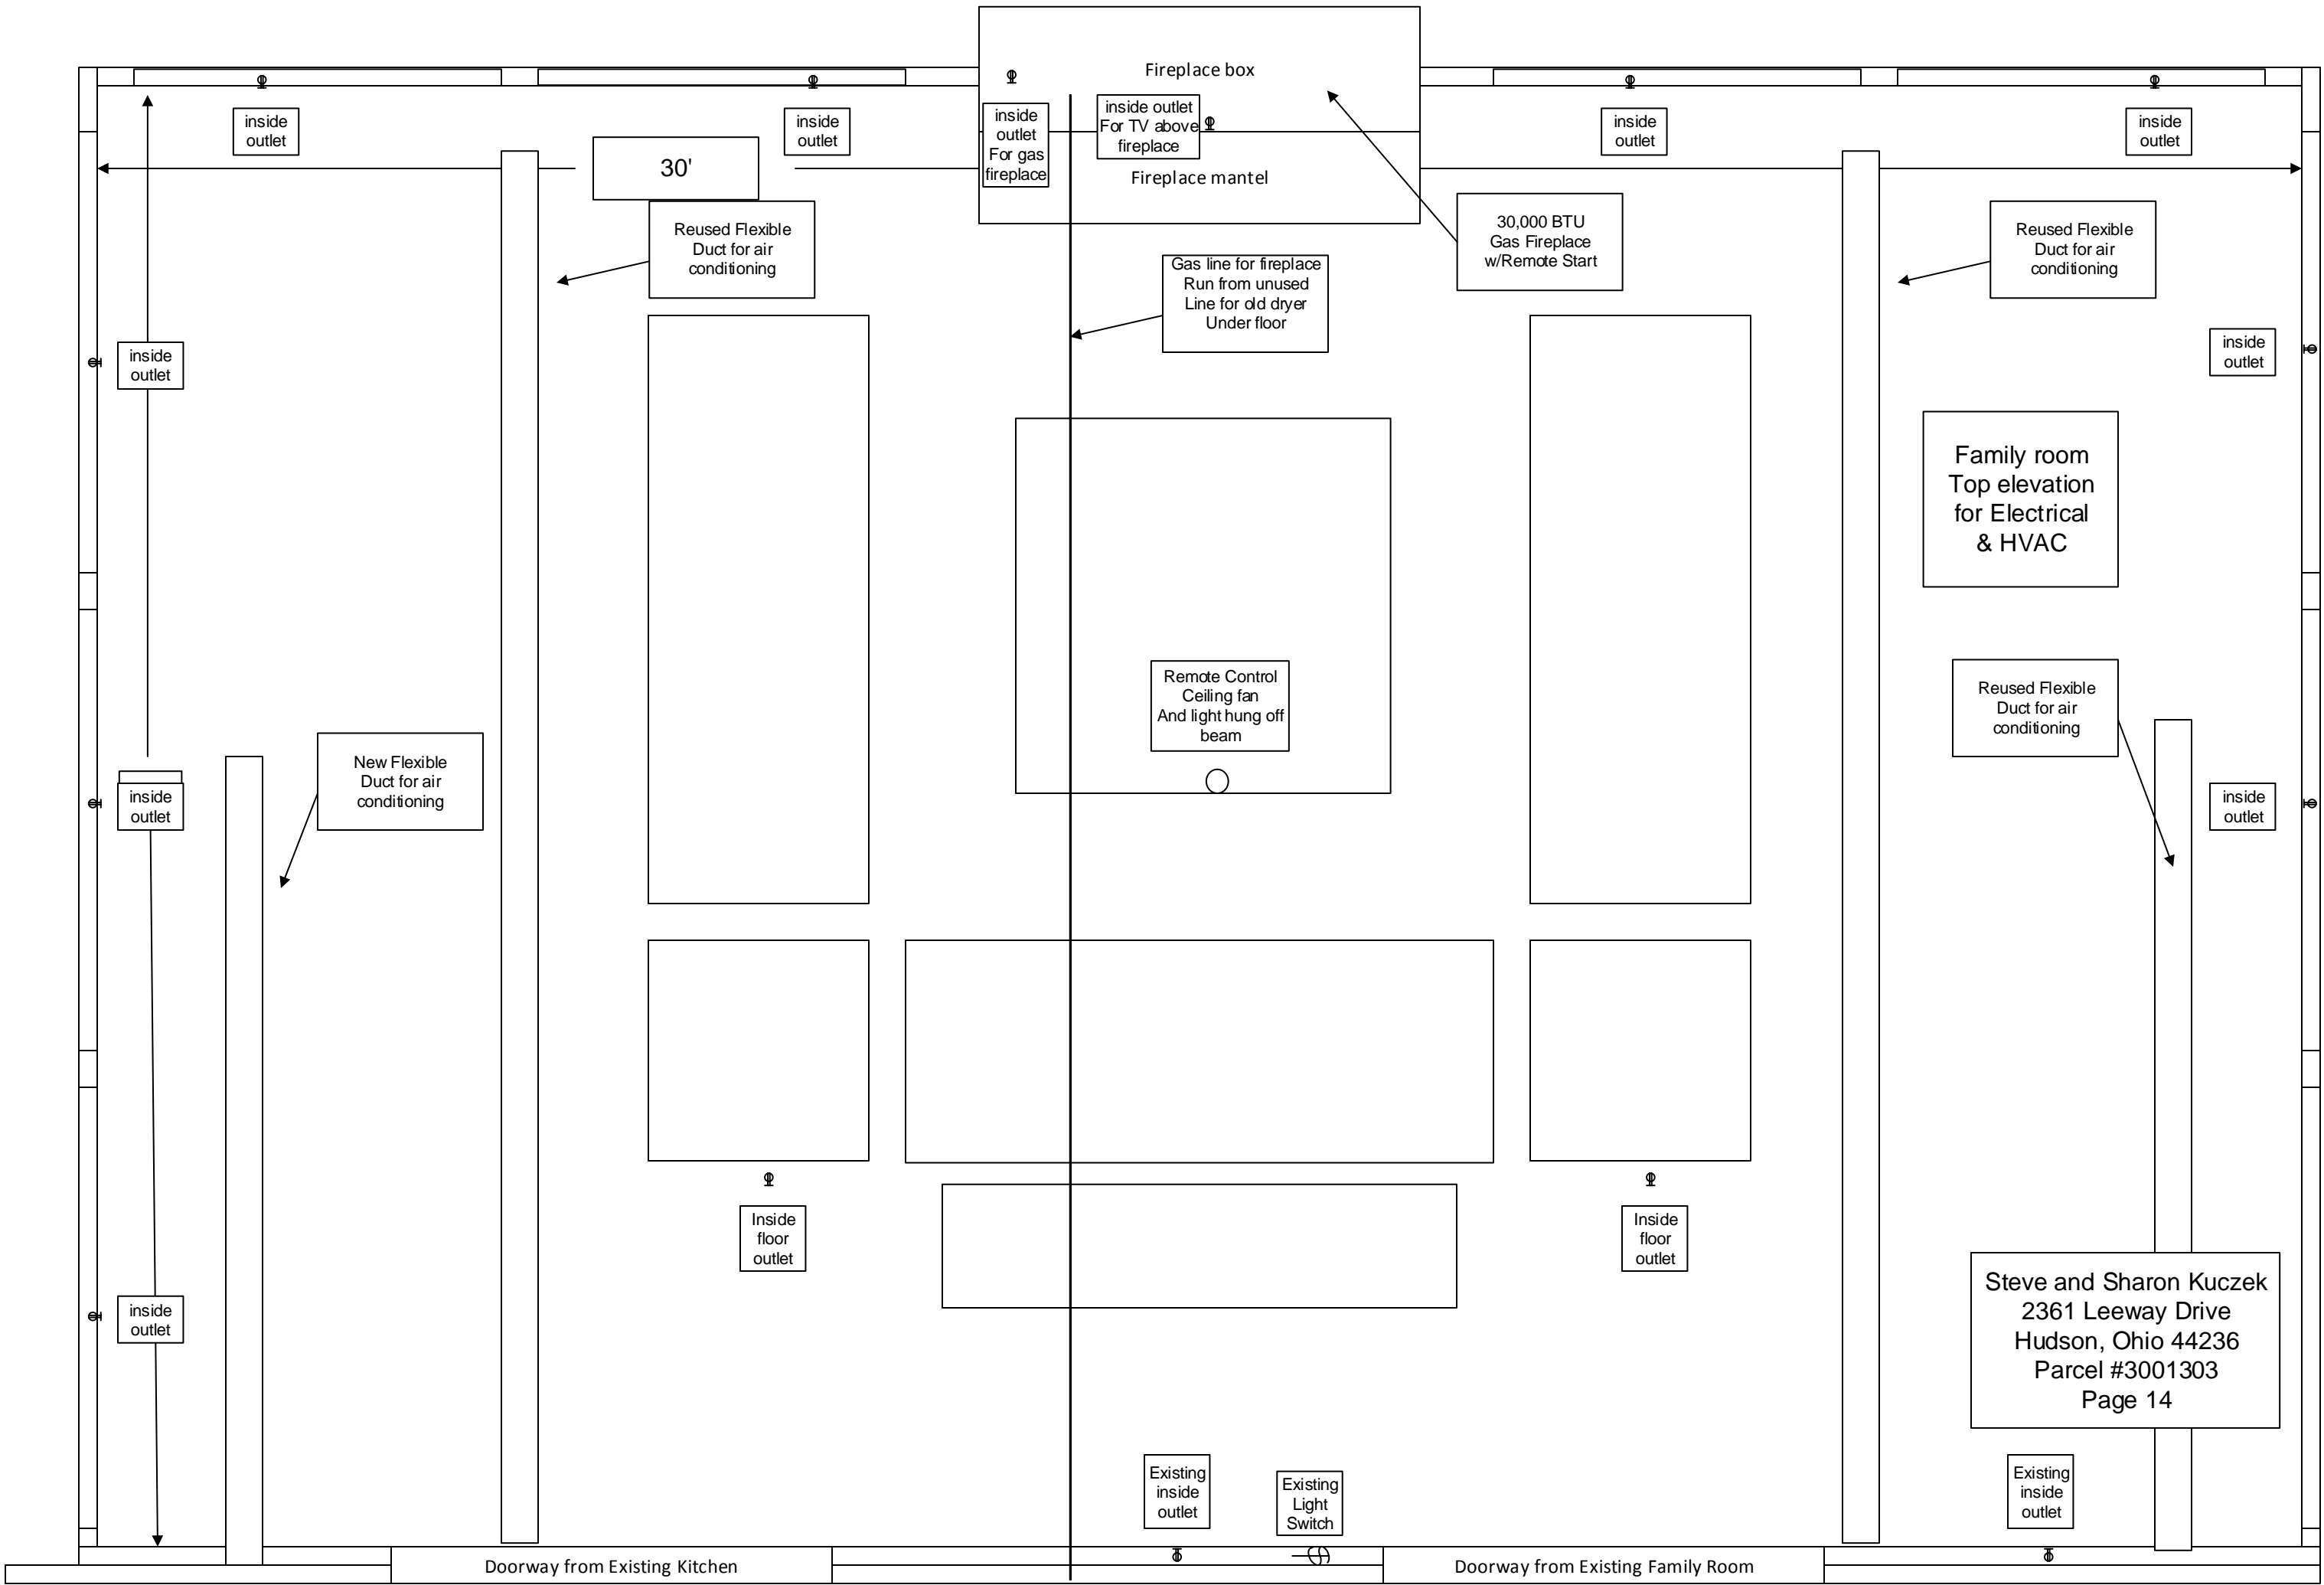 Fireplace box
inside
outlet
inside
outlet
inside
outlet
For gas
fireplace
inside outlet
For TV above
fireplace
inside
outlet
inside
outlet
30'
Fireplace mantel
Reused Flexible
Duct for air
conditioning
30,000 BTU
Gas Fireplace
w/Remote Start
Reused Flexible
Duct for air
conditioning
Gas line for fireplace
Run from unused
Line for old dryer
Under floor
inside
outlet
inside
outlet
Family room
Top elevation
for Electrical
& HVAC
Remote Control
Ceiling fan
And light hung off
beam
Reused Flexible
Duct for air
conditioning
New Flexible
Duct for air
conditioning
inside
outlet
inside
outlet
Inside
floor
outlet
Inside
floor
outlet
inside
outlet
Steve and Sharon Kuczek
2361 Leeway Drive
Hudson, Ohio 44236
Parcel #3001303
Page 14
Existing
inside
outlet
Existing
Light
Switch
Existing
inside
outlet
Doorway from Existing Kitchen
Doorway from Existing Family Room